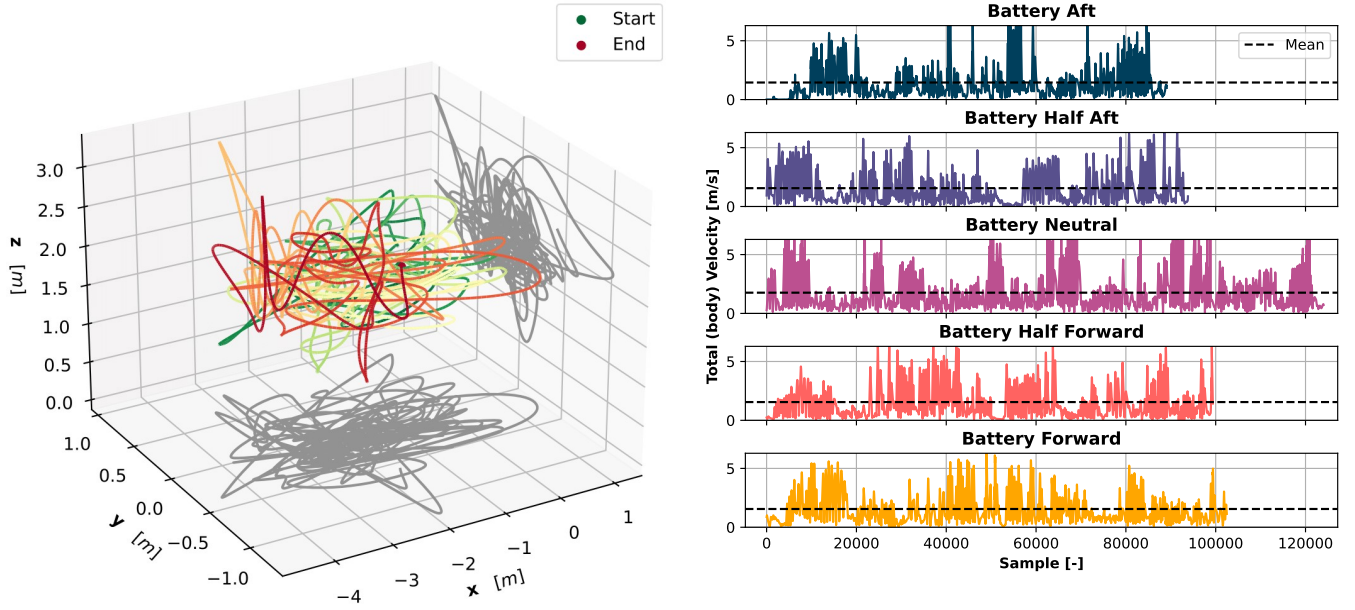 Start
End
3.0
2.5
2.0
1.5
1.0
0.5
0.0
z [m]
1.0
0.5
0.0
−0.5
−1.0
y [m]
−4
−3
−2
−1
0
1
x [m]
Battery Aft
5
0
Mean
Battery Half Aft
5
0
Battery Neutral
5
0
Battery Half Forward
5
0
Battery Forward
5
0
Total (body) Velocity [m/s]
0 20000 40000 60000 80000 100000 120000
Sample [-]